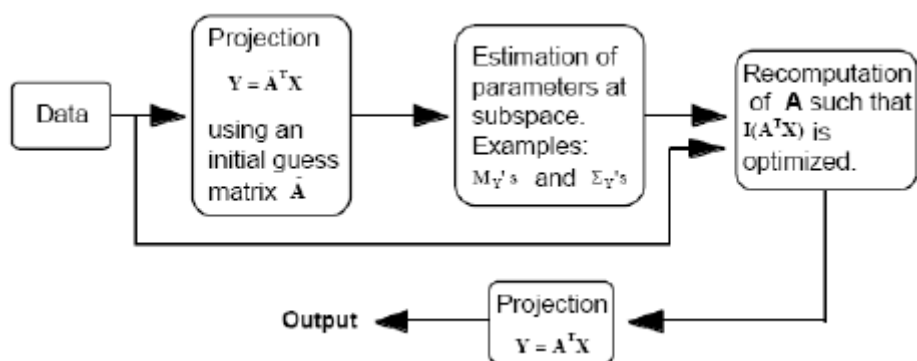 Data
Projection
Y = ÂᵀX
using an
initial guess
matrix Â
Estimation of
parameters at
subspace.
Examples:
M_Y's and Σ_Y's
Recomputation
of A such that
I(AᵀX) is
optimized.
Projection
Y = AᵀX
Output